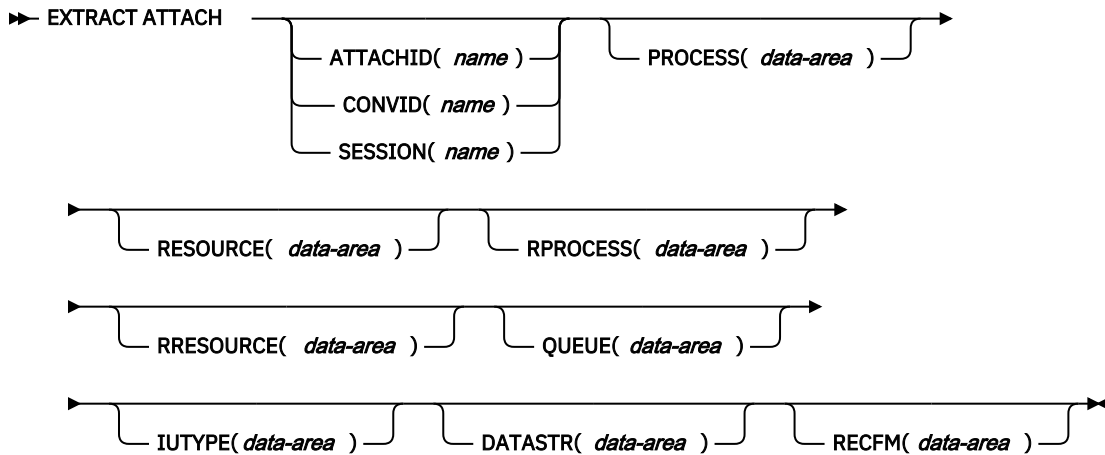 EXTRACT ATTACH
ATTACHID( name )
PROCESS( data-area )
CONVID( name )
SESSION( name )
RESOURCE( data-area )
RPROCESS( data-area )
RRESOURCE( data-area )
QUEUE( data-area )
IUTYPE( data-area )
DATASTR( data-area )
RECFM( data-area )